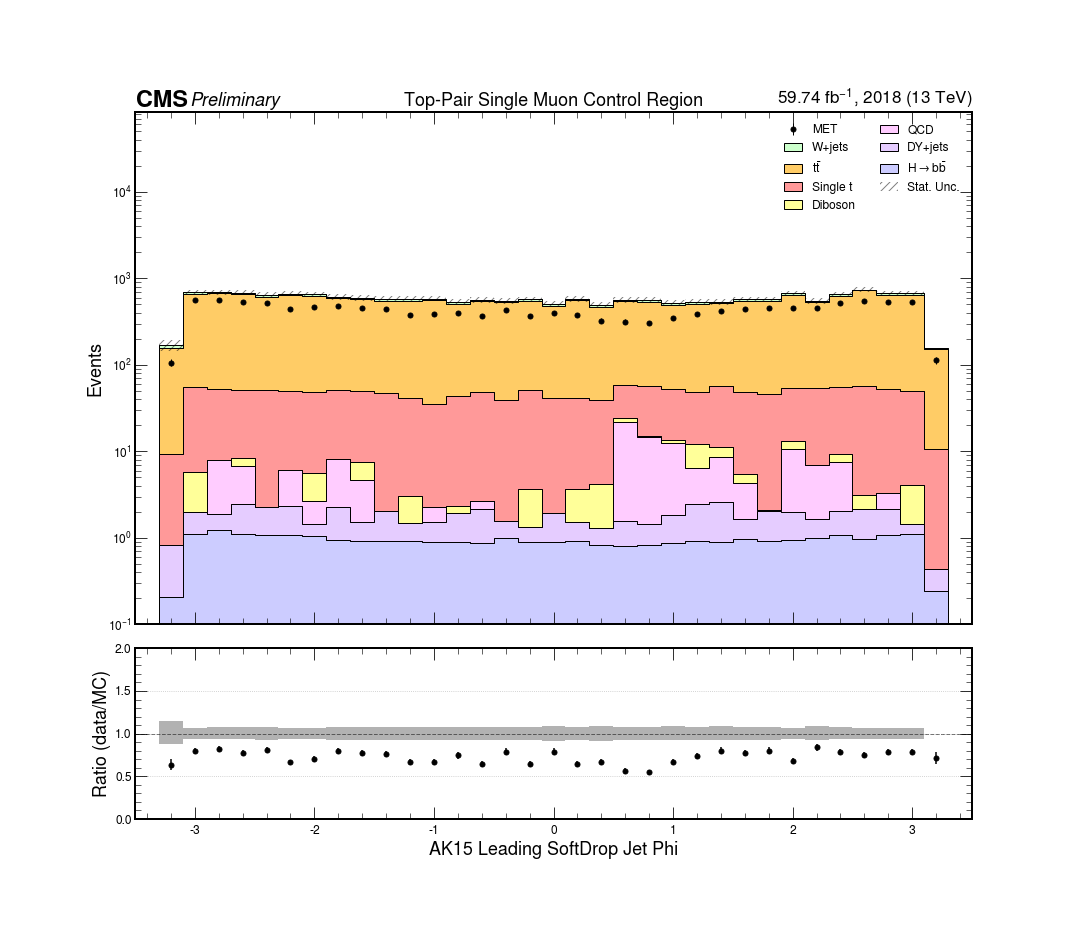 CMS Preliminary Top-Pair Single Muon Control Region 59.74 fb⁻¹, 2018 (13 TeV)
MET QCD
W+jets DY+jets
tt̄ H→bb̄
Single t Stat. Unc.
Diboson
10⁴
10³
10²
10¹
10⁰
10⁻¹
Events
2.0
1.5
1.0
0.5
0.0
Ratio (data/MC)
-3 -2 -1 0 1 2 3
AK15 Leading SoftDrop Jet Phi